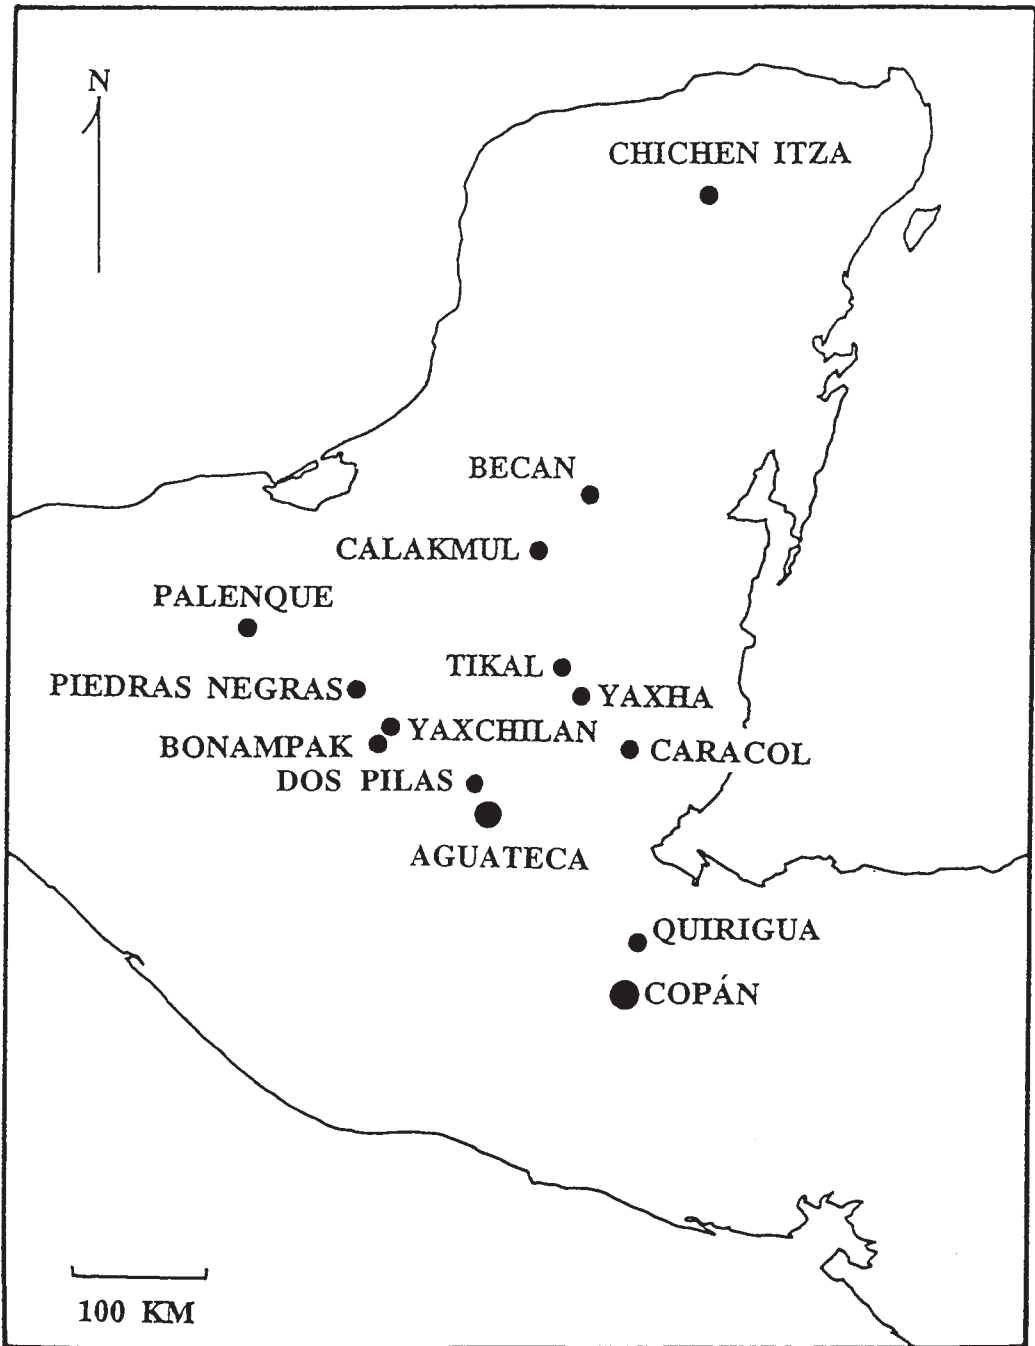 N
CHICHEN ITZA
BECAN
CALAKMUL
PALENQUE
TIKAL
PIEDRAS NEGRAS
YAXHA
YAXCHILAN
BONAMPAK
CARACOL
DOS PILAS
AGUATECA
QUIRIGUA
COPÁN
100 KM